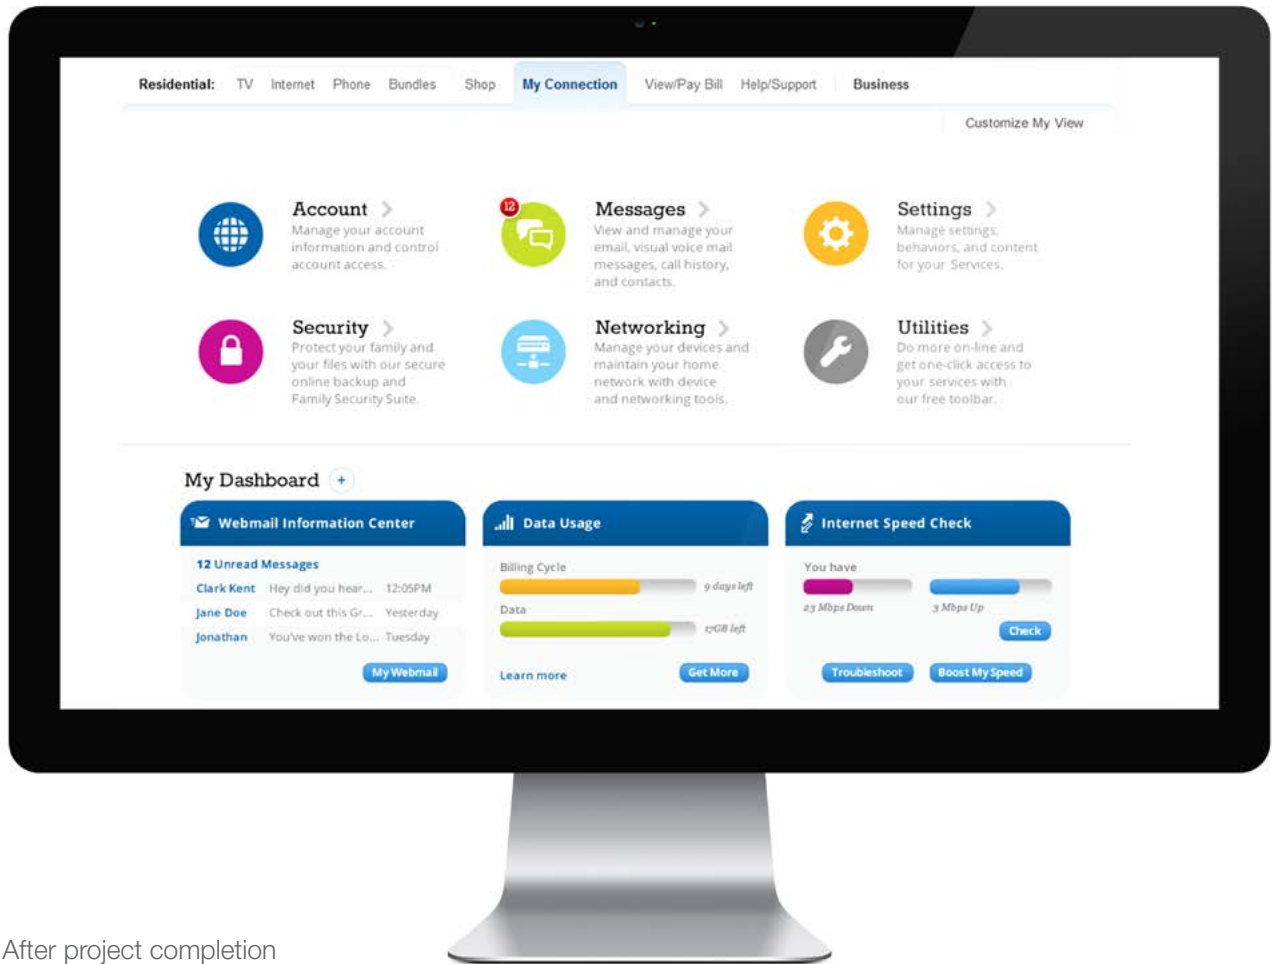 Residential: TV Internet Phone Bundles Shop My Connection View/Pay Bill Help/Support Business
Customize My View
Account
Manage your account
information and control
account access.
12
Messages
View and manage your
email, visual voice mail
messages, call history,
and contacts.
Settings
Manage settings,
behaviors, and content
for your Services.
Security
Protect your family and
your files with our secure
online backup and
Family Security Suite.
Networking
Manage your devices and
maintain your home
network with device
and networking tools.
Utilities
Do more on-line and
get one-click access to
your services with
our free toolbar.
My Dashboard +
Webmail Information Center
12 Unread Messages
Clark Kent Hey did you hear... 12:05PM
Jane Doe Check out this Gr... Yesterday
Jonathan You've won the Lo... Tuesday
My Webmail
Data Usage
Billing Cycle
9 days left
Data
17GB left
Learn more Get More
Internet Speed Check
You have
23 Mbps Down 3 Mbps Up
Check
Troubleshoot Boost My Speed
After project completion